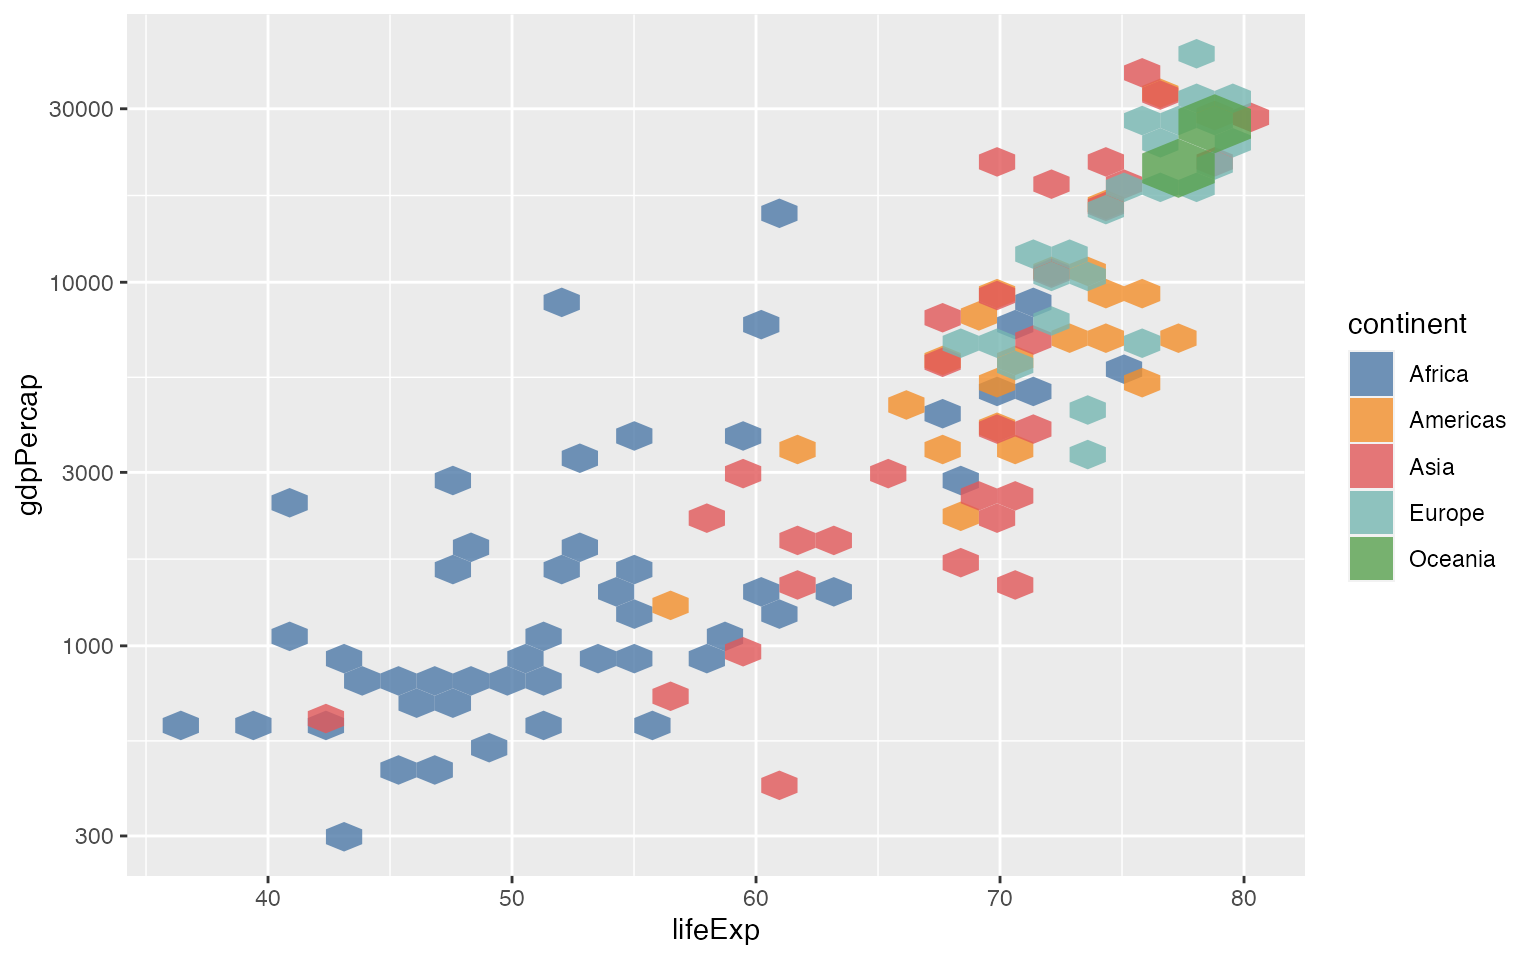 30000
10000
3000
1000
300
gdpPercap
40 50 60 70 80
lifeExp
continent
Africa
Americas
Asia
Europe
Oceania